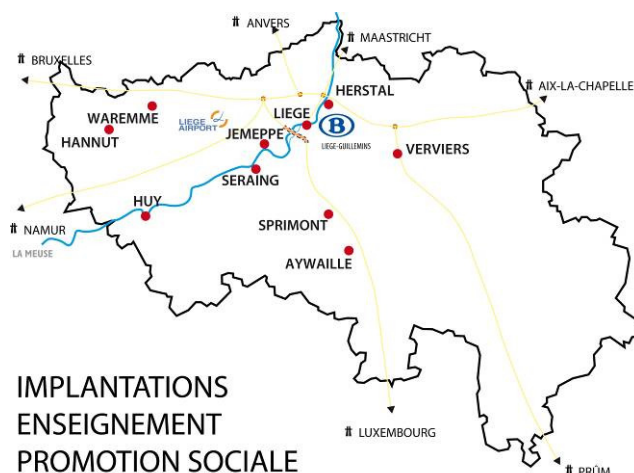 ANVERS
MAASTRICHT
BRUXELLES
AIX-LA-CHAPELLE
HERSTAL
WAREMME
LIEGE AIRPORT
LIEGE
B
HANNUT
JEMEPPE
LIEGE-GUILLEMINS
VERVIERS
SERAING
HUY
SPRIMONT
NAMUR
LA MEUSE
AYWAILLE
IMPLANTATIONS
ENSEIGNEMENT
PROMOTION SOCIALE
LUXEMBOURG
PRÜM